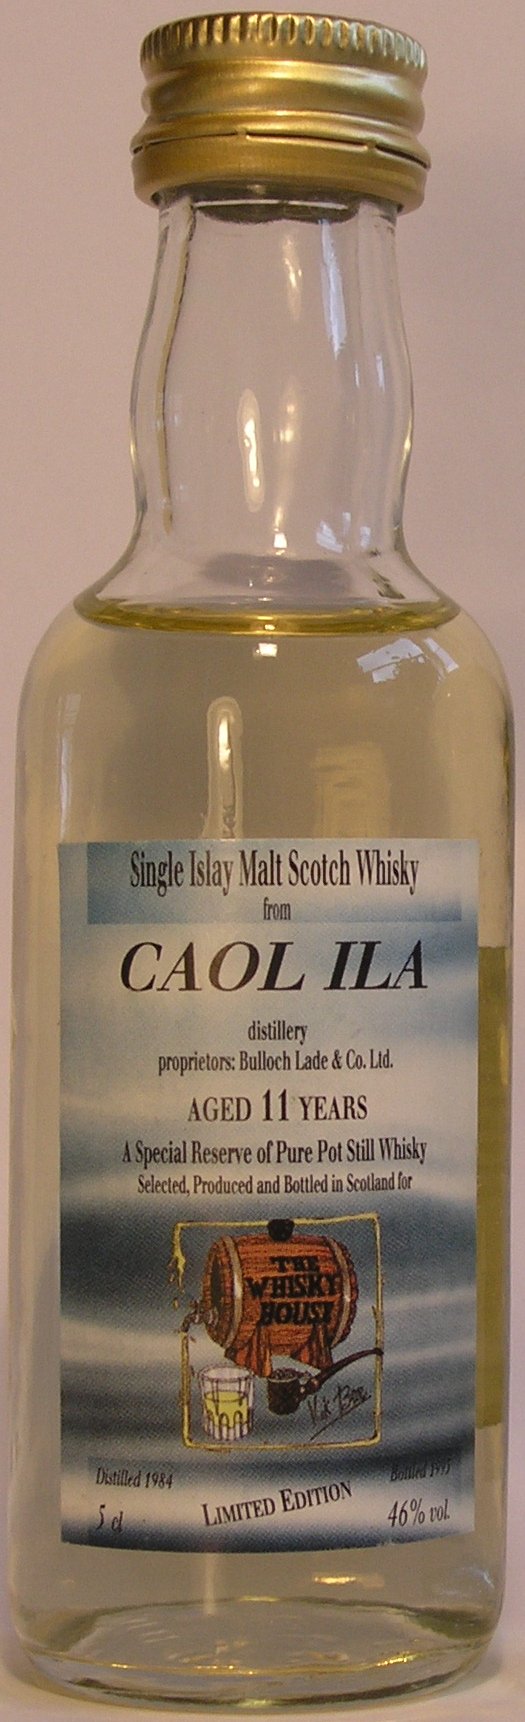 Single Islay Malt Scotch Whisky
from
CAOL ILA
distillery
proprietors: Bulloch Lade & Co. Ltd.
AGED 11 YEARS
A Special Reserve of Pure Pot Still Whisky
Selected, Produced and Bottled in Scotland for
THE
WHISKY
HOUSE
Distilled 1984
Bottled 1995
5 cl
LIMITED EDITION
46% vol.